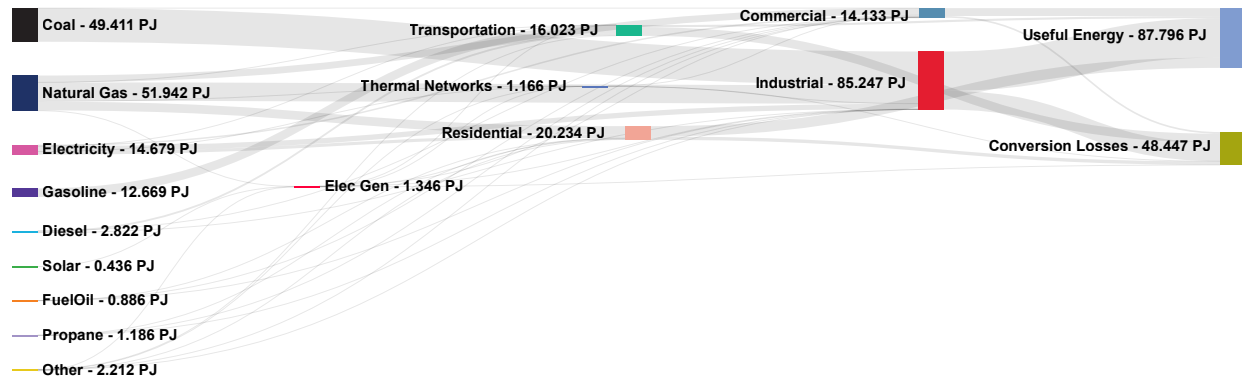 Coal - 49.411 PJ
Natural Gas - 51.942 PJ
Electricity - 14.679 PJ
Gasoline - 12.669 PJ
Diesel - 2.822 PJ
Solar - 0.436 PJ
FuelOil - 0.886 PJ
Propane - 1.186 PJ
Other - 2.212 PJ
Elec Gen - 1.346 PJ
Transportation - 16.023 PJ
Thermal Networks - 1.166 PJ
Residential - 20.234 PJ
Commercial - 14.133 PJ
Industrial - 85.247 PJ
Useful Energy - 87.796 PJ
Conversion Losses - 48.447 PJ